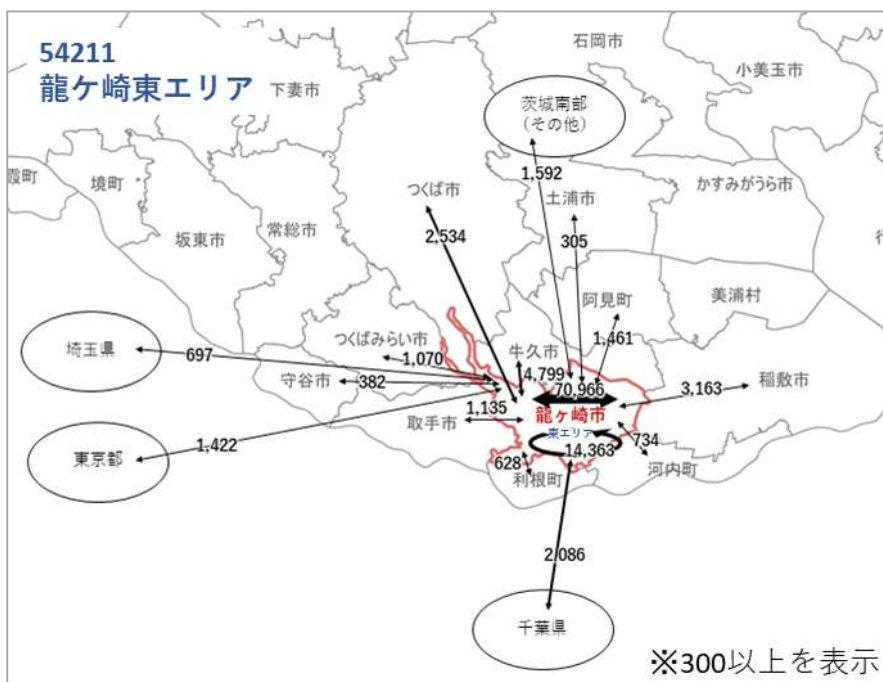 54211
龍ケ崎東エリア
石岡市
小美玉市
下妻市
茨城南部
(その他)
霞町
境町
1,592
かすみがうら市
つくば市
土浦市
坂東市
常総市
行
2,534
305
阿見町
美浦村
埼玉県
697
つくばみらい市
1,070
牛久市
1,461
守谷市
382
4,799
70,966
3,163
稲敷市
1,135
龍ヶ崎市
取手市
東エリア
734
東京都
1,422
14,363
628
河内町
利根町
2,086
千葉県
※300以上を表示